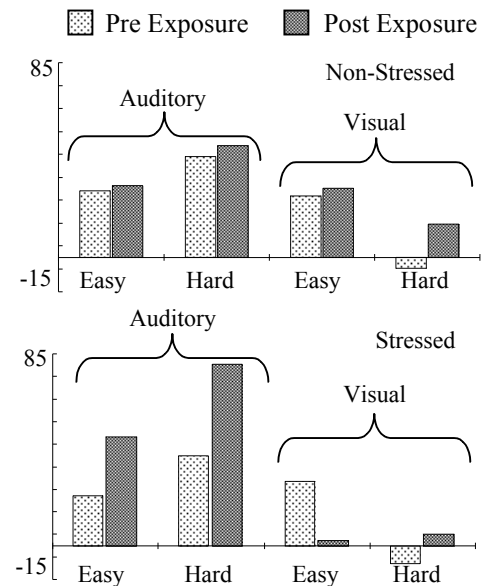 Pre Exposure Post Exposure
85
Non-Stressed
Auditory
Visual
-15
Easy Hard Easy Hard
Auditory
85
Stressed
Visual
-15
Easy Hard Easy Hard